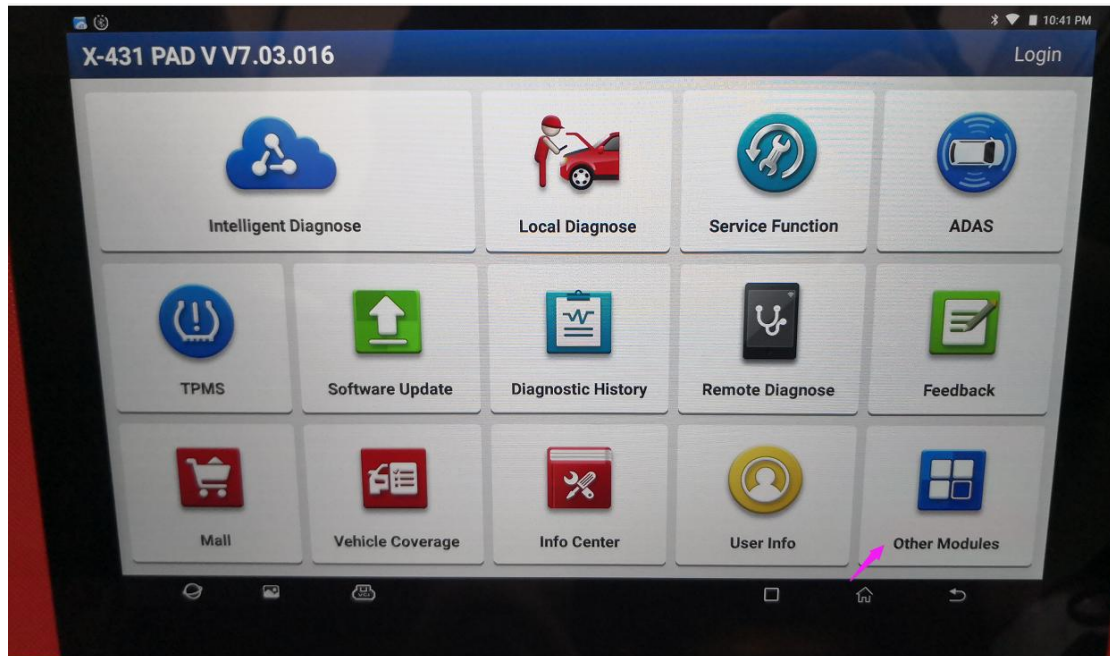 10:41 PM
X-431 PAD V V7.03.016
Login
Intelligent Diagnose
Local Diagnose
Service Function
ADAS
TPMS
Software Update
Diagnostic History
Remote Diagnose
Feedback
Mall
Vehicle Coverage
Info Center
User Info
Other Modules
VCI